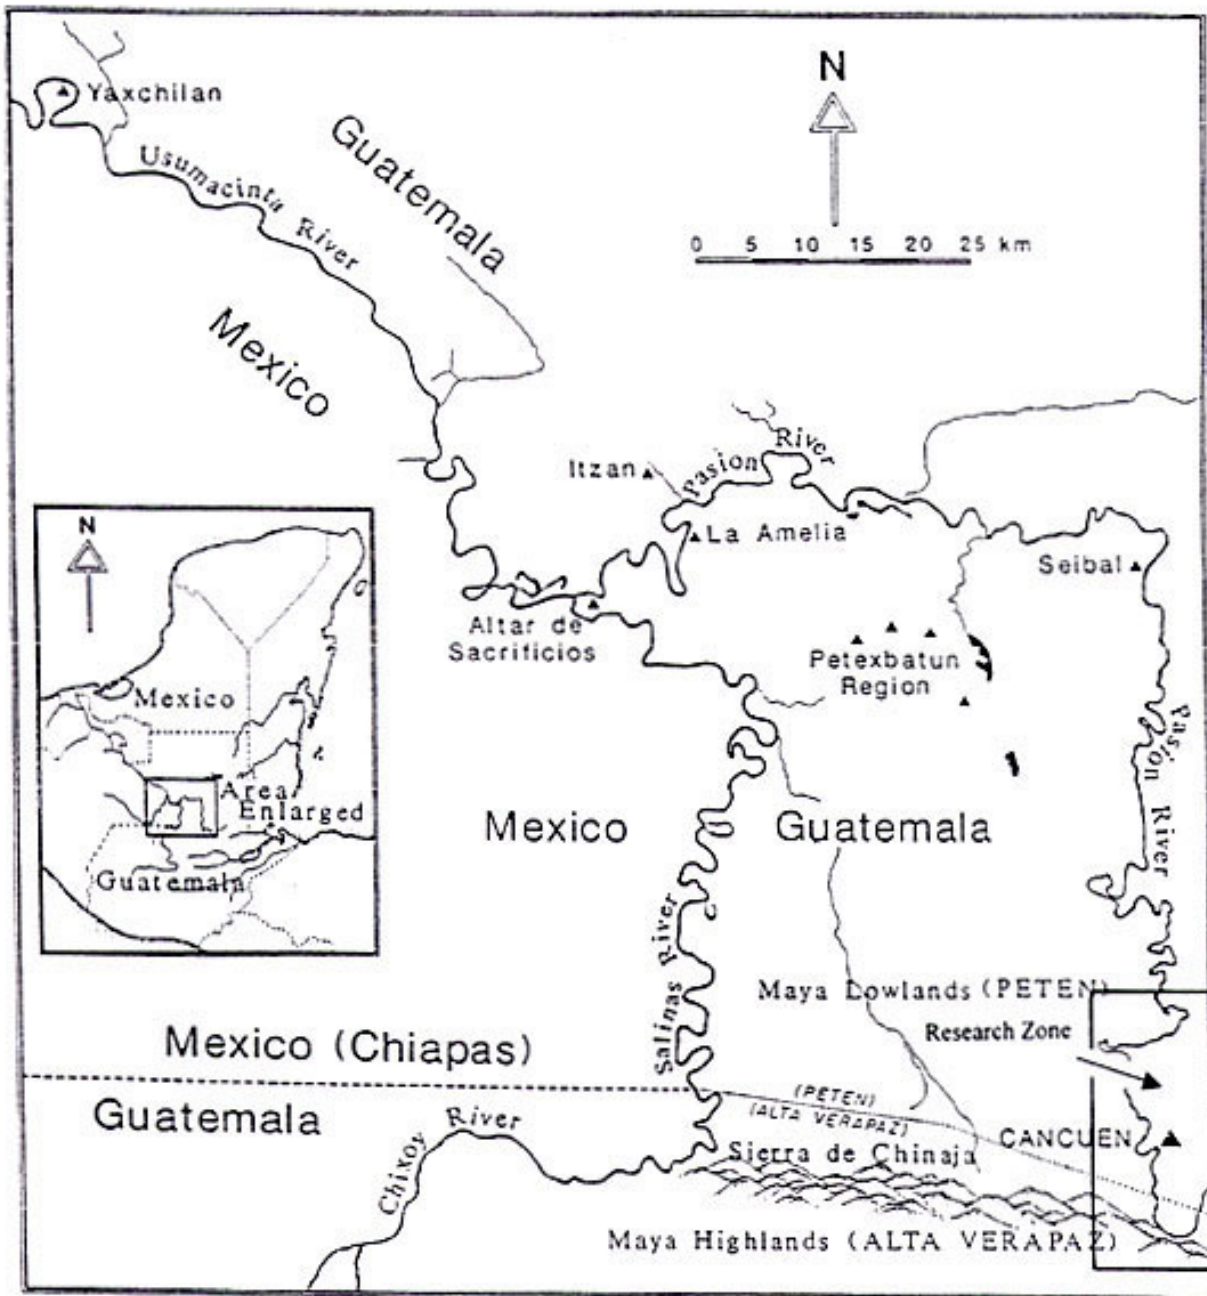 Yaxchilan
N
Usumacinta River
Guatemala
0 5 10 15 20 25 km
Mexico
Itzan
Pasion River
La Amelia
Seibal
Altar de
Sacrificios
Petexbatun
Region
N
Mexico
Area
Enlarged
Guatemala
Pasion River
Mexico
Guatemala
Salinas River
Maya Lowlands (PETEN)
Research Zone
Mexico (Chiapas)
Guatemala
(PETEN)
(ALTA VERAPAZ)
Chixoy River
CANCUEN
Sierra de Chinaja
Maya Highlands (ALTA VERAPAZ)